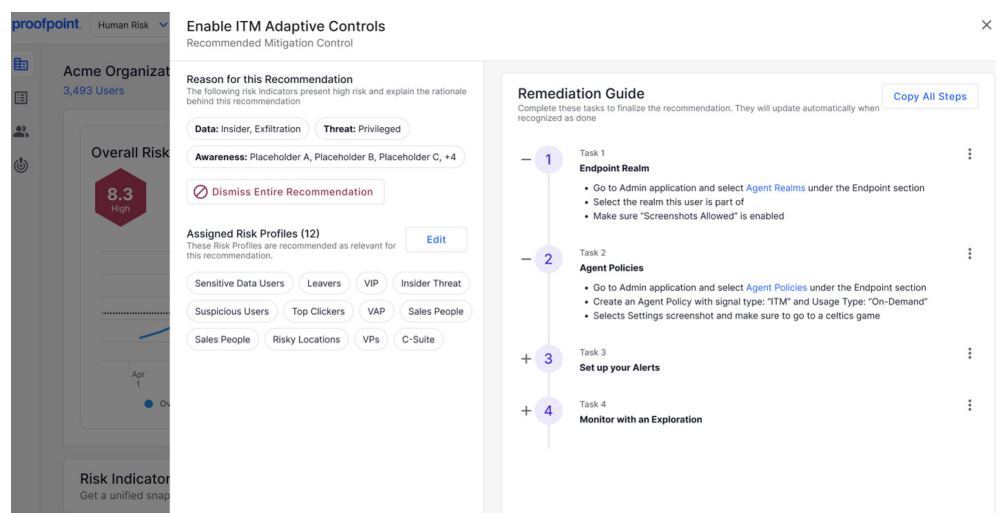 proofpoint.
Human Risk
Acme Organizat
3,493 Users
Overall Risk
8.3
High
Apr
1
Ov
Risk Indicator
Get a unified snap
Enable ITM Adaptive Controls
Recommended Mitigation Control
Reason for this Recommendation
The following risk indicators present high risk and explain the rationale
behind this recommendation
Data: Insider, Exfiltration
Threat: Privileged
Awareness: Placeholder A, Placeholder B, Placeholder C, +4
Dismiss Entire Recommendation
Assigned Risk Profiles (12)
These Risk Profiles are recommended as relevant for
this recommendation.
Edit
Sensitive Data Users
Leavers
VIP
Insider Threat
Suspicious Users
Top Clickers
VAP
Sales People
Sales People
Risky Locations
VPs
C-Suite
Remediation Guide
Complete these tasks to finalize the recommendation. They will update automatically when
recognized as done
Copy All Steps
1
Task 1
Endpoint Realm
• Go to Admin application and select Agent Realms under the Endpoint section
• Select the realm this user is part of
• Make sure “Screenshots Allowed” is enabled
2
Task 2
Agent Policies
• Go to Admin application and select Agent Policies under the Endpoint section
• Create an Agent Policy with signal type: “ITM” and Usage Type: “On-Demand”
• Selects Settings screenshot and make sure to go to a celtics game
3
Task 3
Set up your Alerts
4
Task 4
Monitor with an Exploration